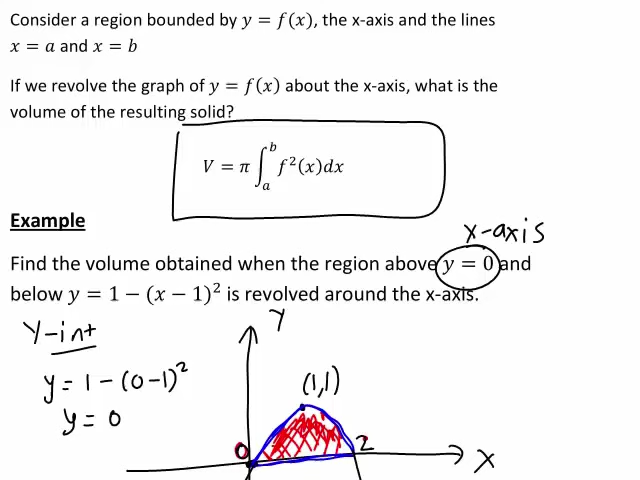 Consider a region bounded by y = f(x), the x-axis and the lines
x = a and x = b
If we revolve the graph of y = f(x) about the x-axis, what is the
volume of the resulting solid?
V = π ∫_a^b f²(x)dx
Example
x-axis
Find the volume obtained when the region above y = 0 and
below y = 1 − (x − 1)² is revolved around the x-axis.
Y-int
Y
y = 1 - (0-1)²
(1,1)
y = 0
0
2
X